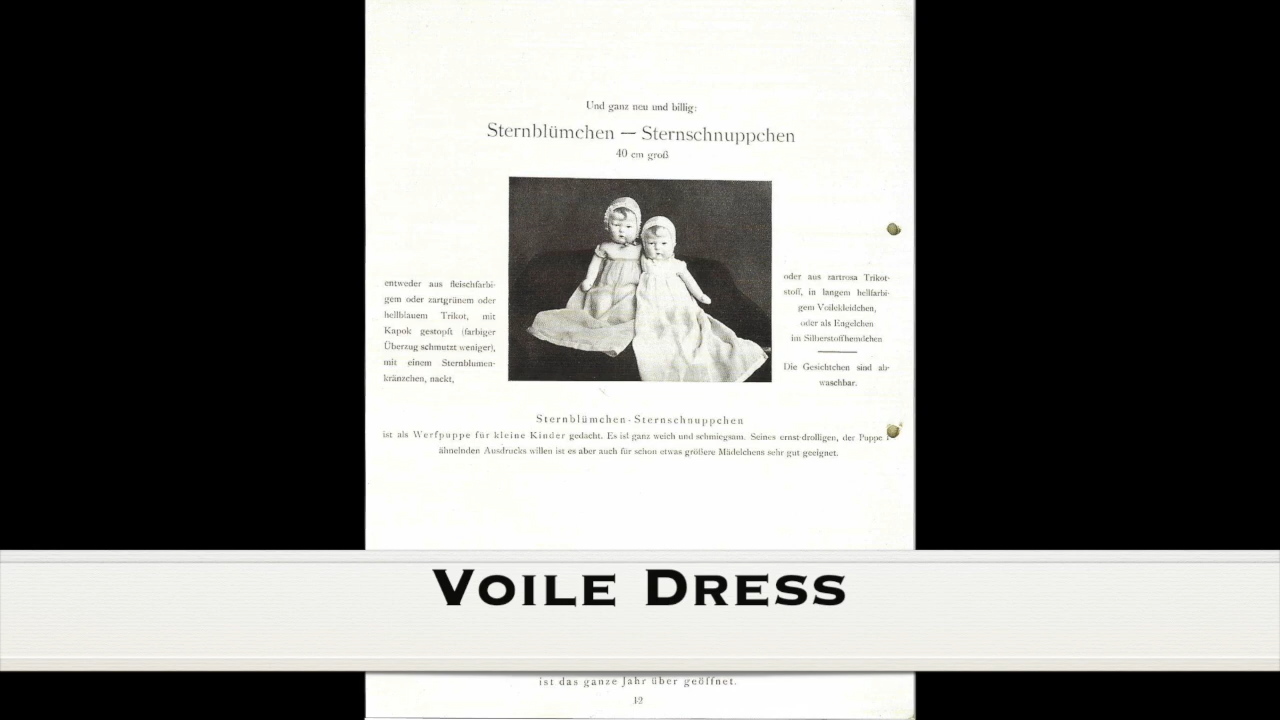 Und ganz neu und billig:
Sternblümchen — Sternschnuppchen
40 cm groß
entweder aus fleischfarbi-
gem oder zartgrünem oder
hellblauem Trikot, mit
Kapok gestopft (farbiger
Überzug schmutzt weniger),
mit einem Sternblumen-
kränzchen, nackt,
oder aus zartrosa Trikot-
stoff, in langem hellfarbi-
gem Voilekleidchen,
oder als Engelchen
im Silberstoffhemdchen
Die Gesichtchen sind ab-
waschbar.
Sternblümchen-Sternschnuppchen
ist als Werfpuppe für kleine Kinder gedacht. Es ist ganz weich und schmiegsam. Seines ernst-drolligen, der Puppe I
ähnelnden Ausdrucks willen ist es aber auch für schon etwas größere Mädelchens sehr gut geeignet.
Voile Dress
ist das ganze Jahr über geöffnet.
12